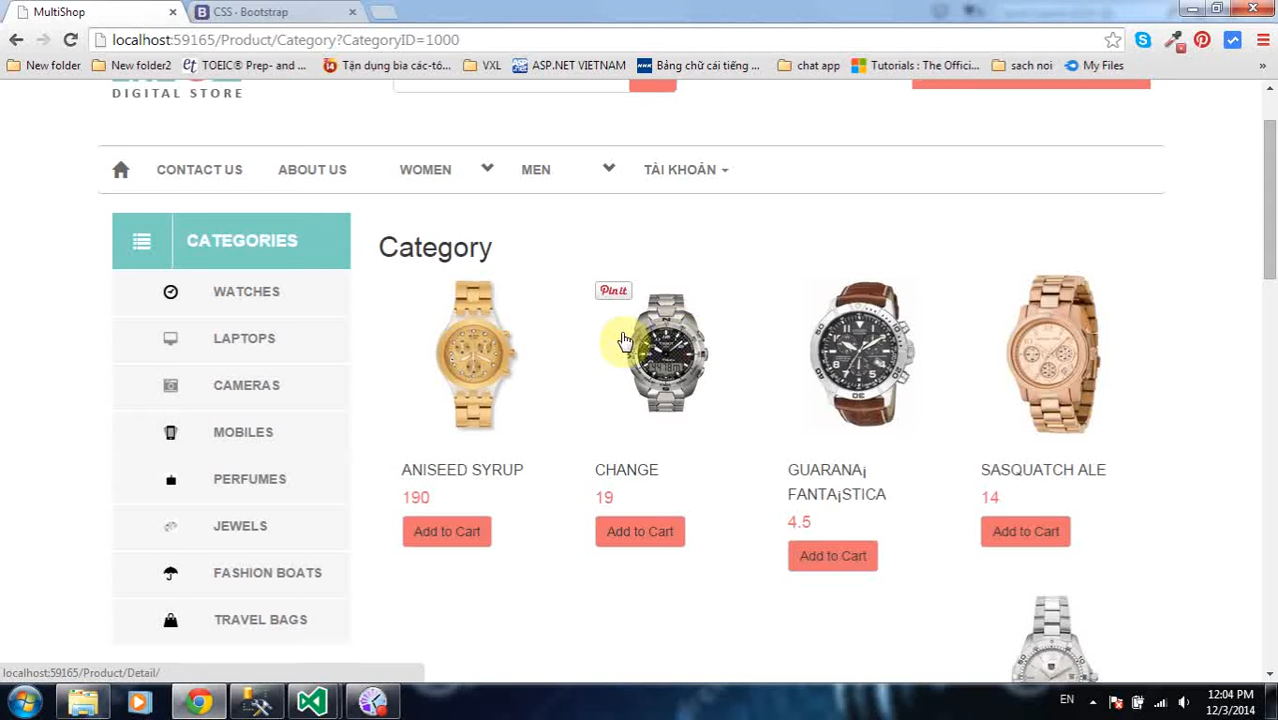 MultiShop
CSS · Bootstrap
localhost:59165/Product/Category?CategoryID=1000
New folder
New folder2
TOEIC® Prep- and ...
Tận dụng bia các-tô...
VXL
ASP.NET VIETNAM
Bảng chữ cái tiếng ...
chat app
Tutorials : The Offici...
sach noi
My Files
»
DIGITAL STORE
CONTACT US
ABOUT US
WOMEN
MEN
TÀI KHOẢN
CATEGORIES
WATCHES
LAPTOPS
CAMERAS
MOBILES
PERFUMES
JEWELS
FASHION BOATS
TRAVEL BAGS
Category
Pin it
ANISEED SYRUP
190
Add to Cart
CHANGE
19
Add to Cart
GUARANA¡
FANTA¡STICA
4.5
Add to Cart
SASQUATCH ALE
14
Add to Cart
localhost:59165/Product/Detail/
EN
12:04 PM
12/3/2014